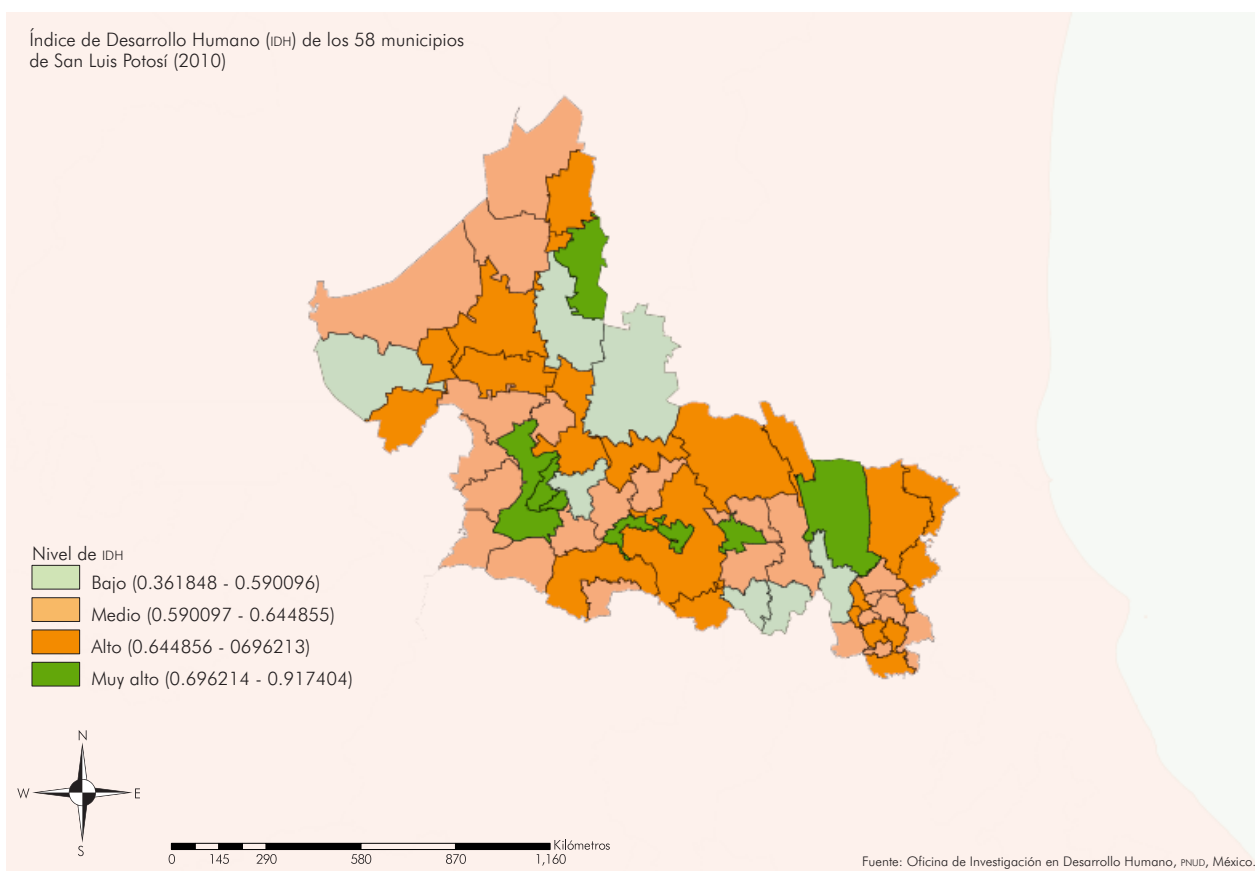 Índice de Desarrollo Humano (IDH) de los 58 municipios
de San Luis Potosí (2010)
Nivel de IDH
Bajo (0.361848 - 0.590096)
Medio (0.590097 - 0.644855)
Alto (0.644856 - 0696213)
Muy alto (0.696214 - 0.917404)
N
W E
S
Kilómetros
0 145 290 580 870 1,160
Fuente: Oficina de Investigación en Desarrollo Humano, PNUD, México.